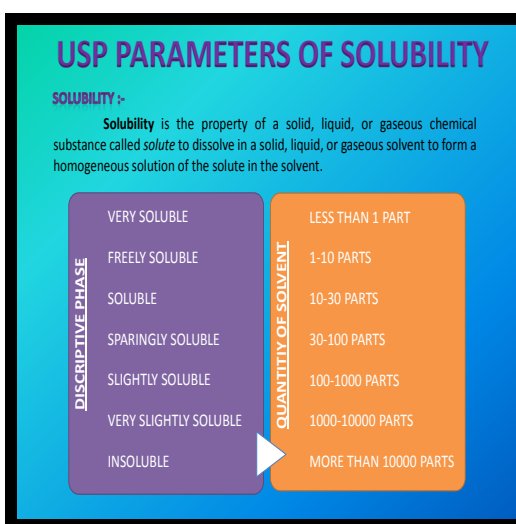 USP PARAMETERS OF SOLUBILITY
SOLUBILITY :-
Solubility is the property of a solid, liquid, or gaseous chemical
substance called solute to dissolve in a solid, liquid, or gaseous solvent to form a
homogeneous solution of the solute in the solvent.
DISCRIPTIVE PHASE
VERY SOLUBLE
FREELY SOLUBLE
SOLUBLE
SPARINGLY SOLUBLE
SLIGHTLY SOLUBLE
VERY SLIGHTLY SOLUBLE
INSOLUBLE
QUANTITIY OF SOLVENT
LESS THAN 1 PART
1-10 PARTS
10-30 PARTS
30-100 PARTS
100-1000 PARTS
1000-10000 PARTS
MORE THAN 10000 PARTS